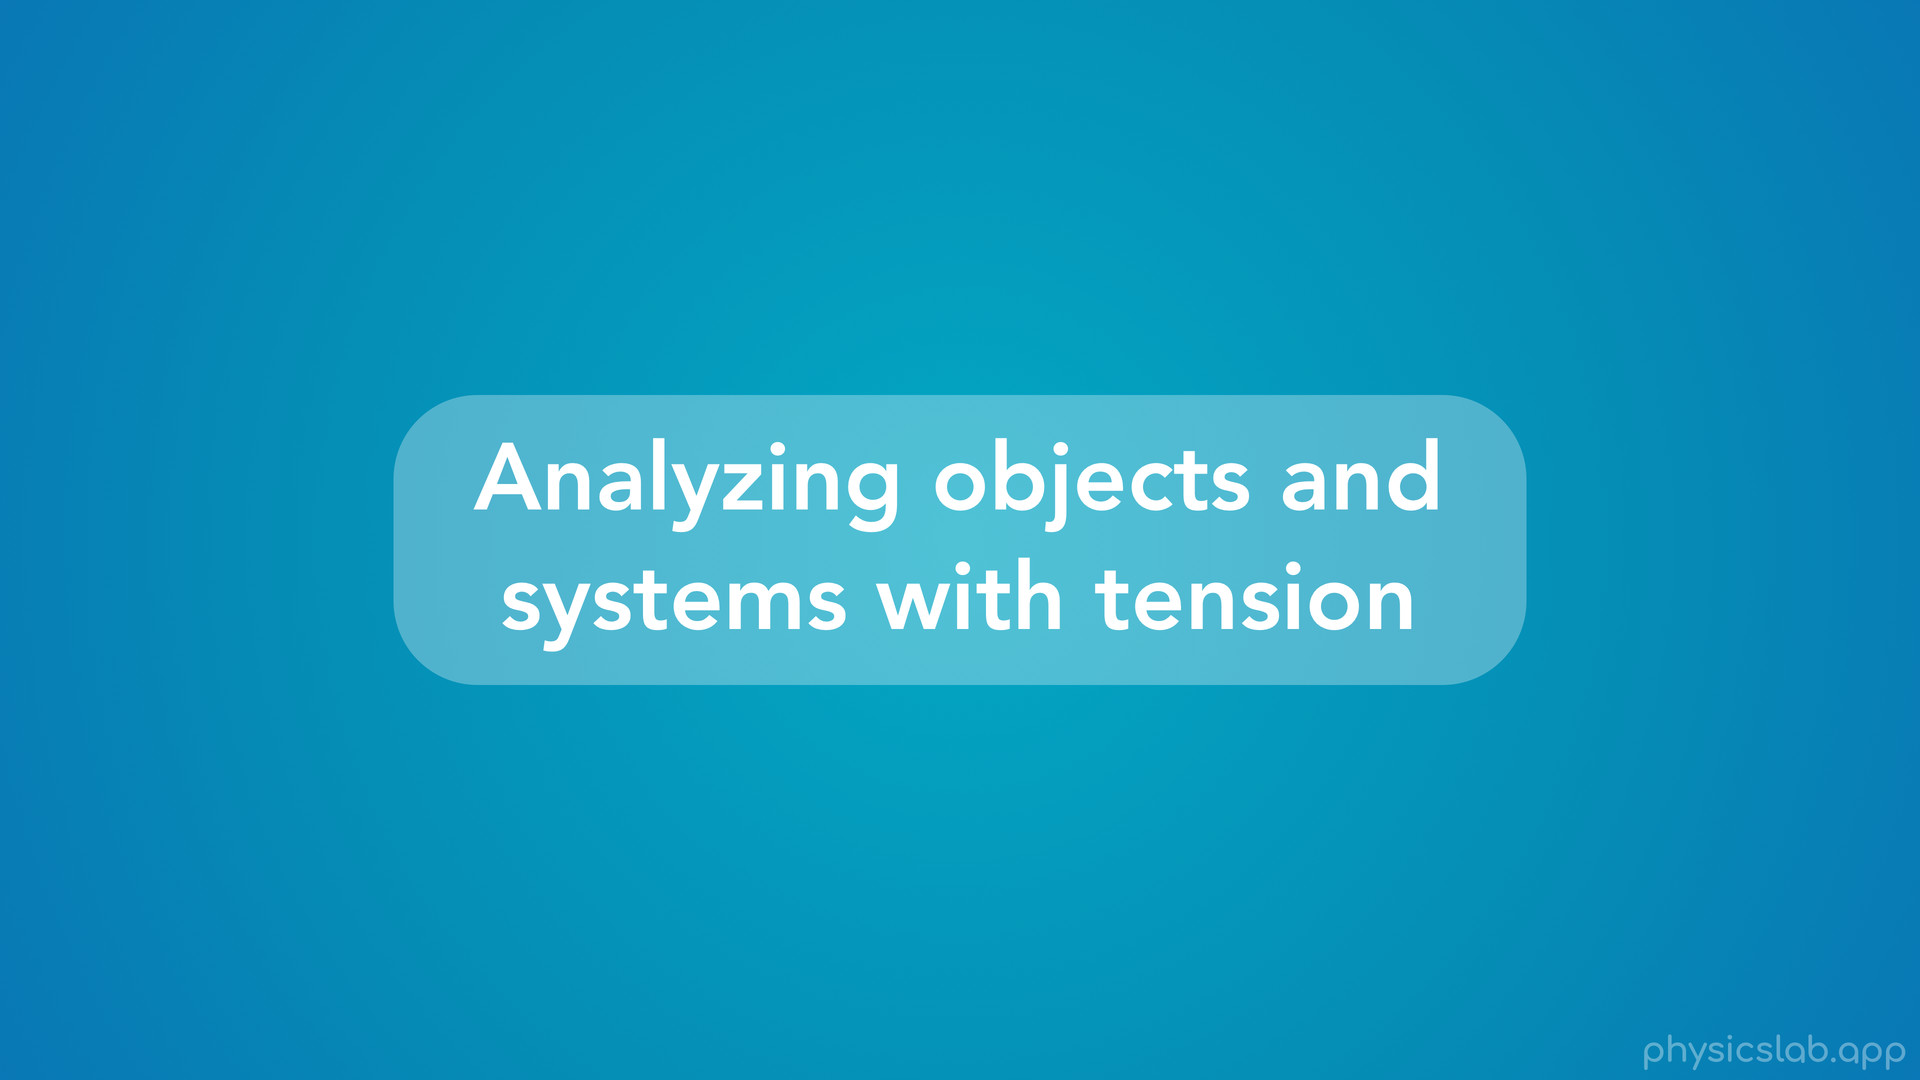 Analyzing objects and
systems with tension
physicslab.app